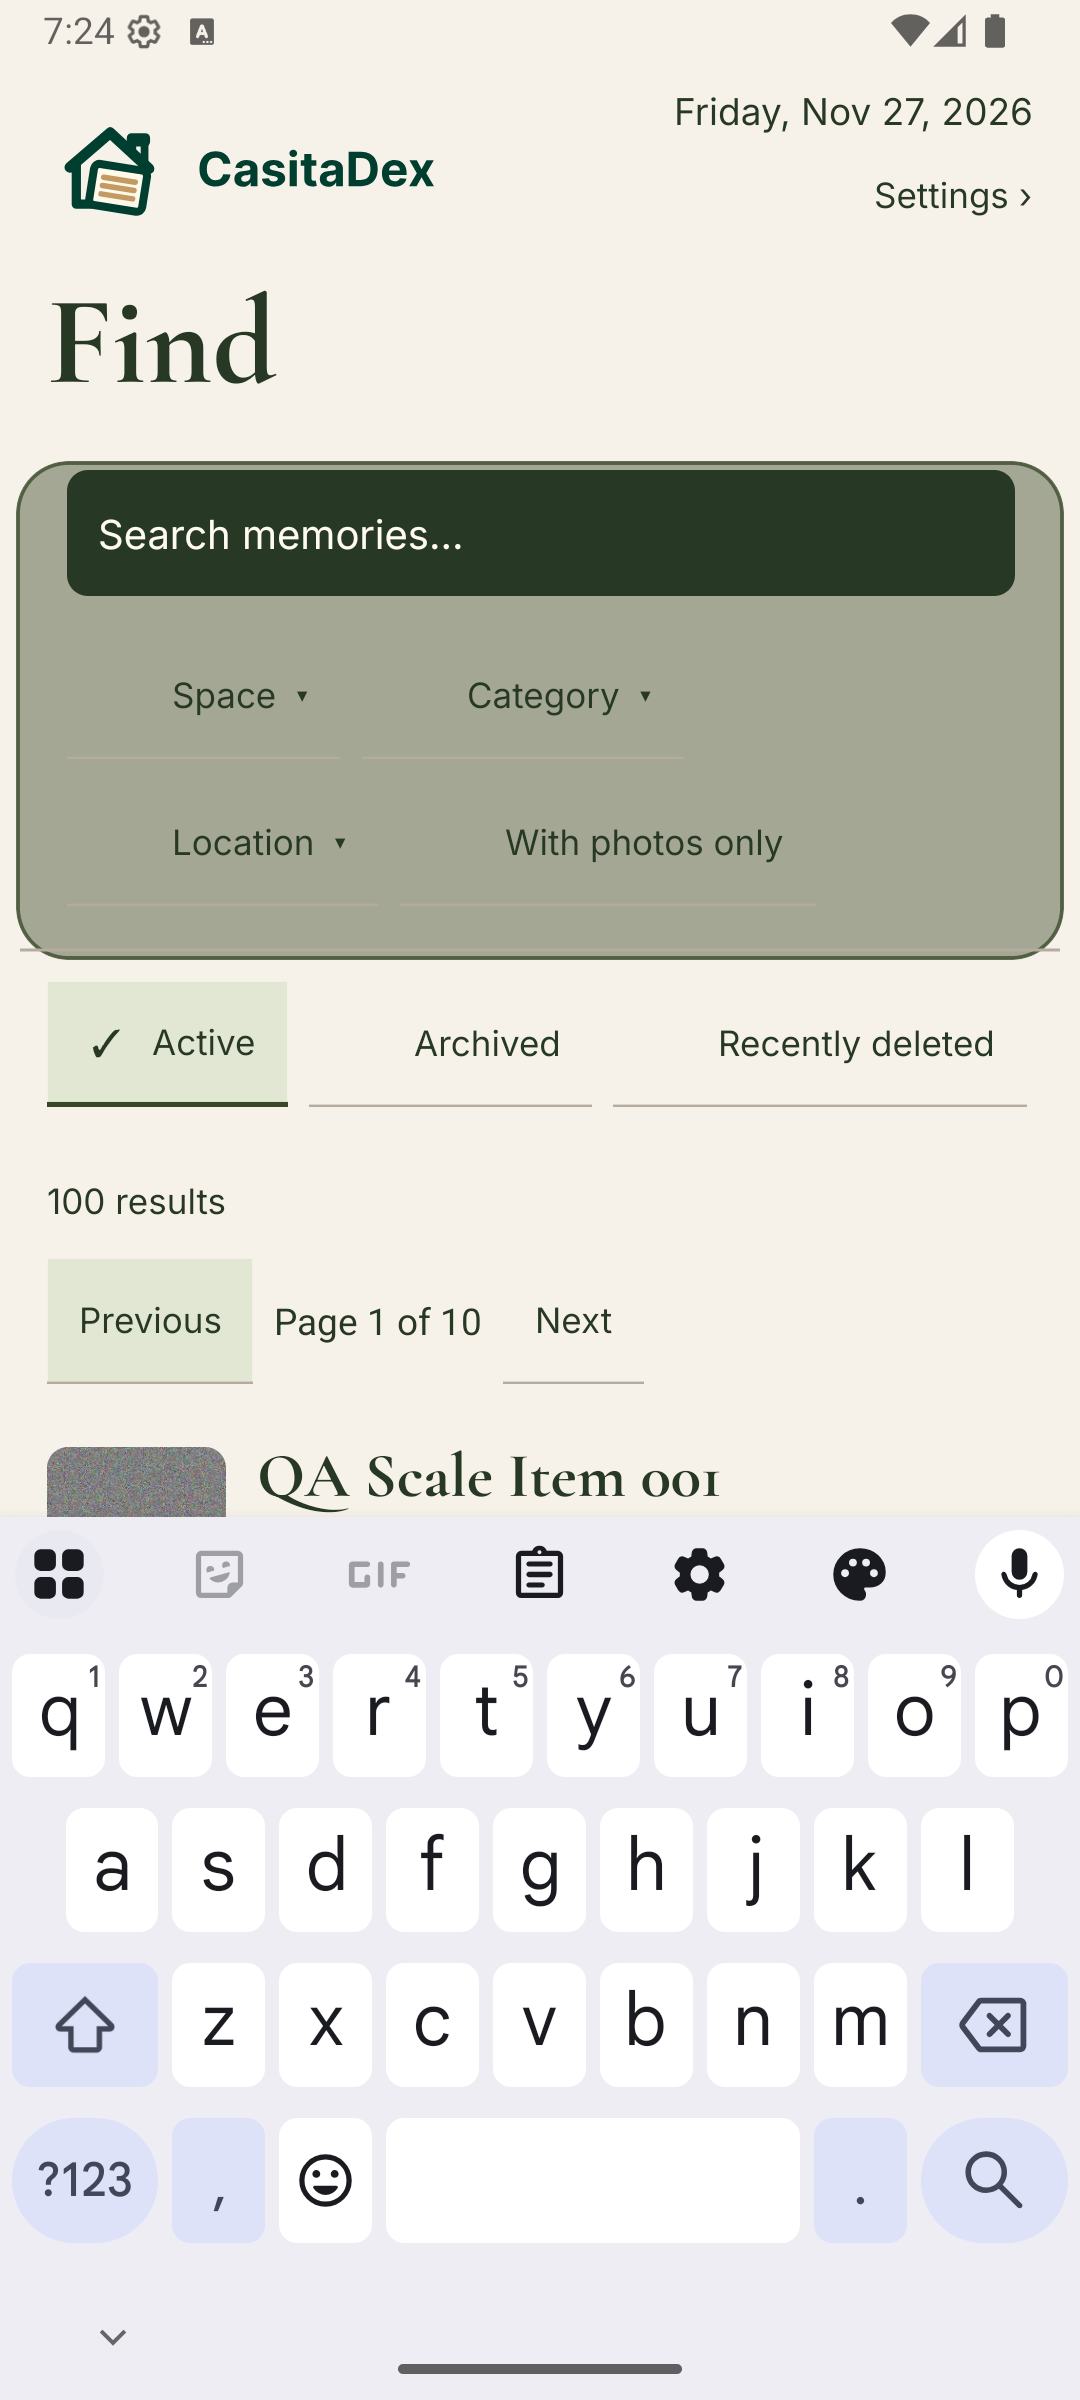 7:24
Friday, Nov 27, 2026
CasitaDex
Settings ›
Find
Search memories...
Space ▾ Category ▾
Location ▾ With photos only
✓ Active Archived Recently deleted
100 results
Previous Page 1 of 10 Next
QA Scale Item 001
GIF
q 1 w 2 e 3 r 4 t 5 y 6 u 7 i 8 o 9 p 0
a s d f g h j k l
z x c v b n m
?123 , .